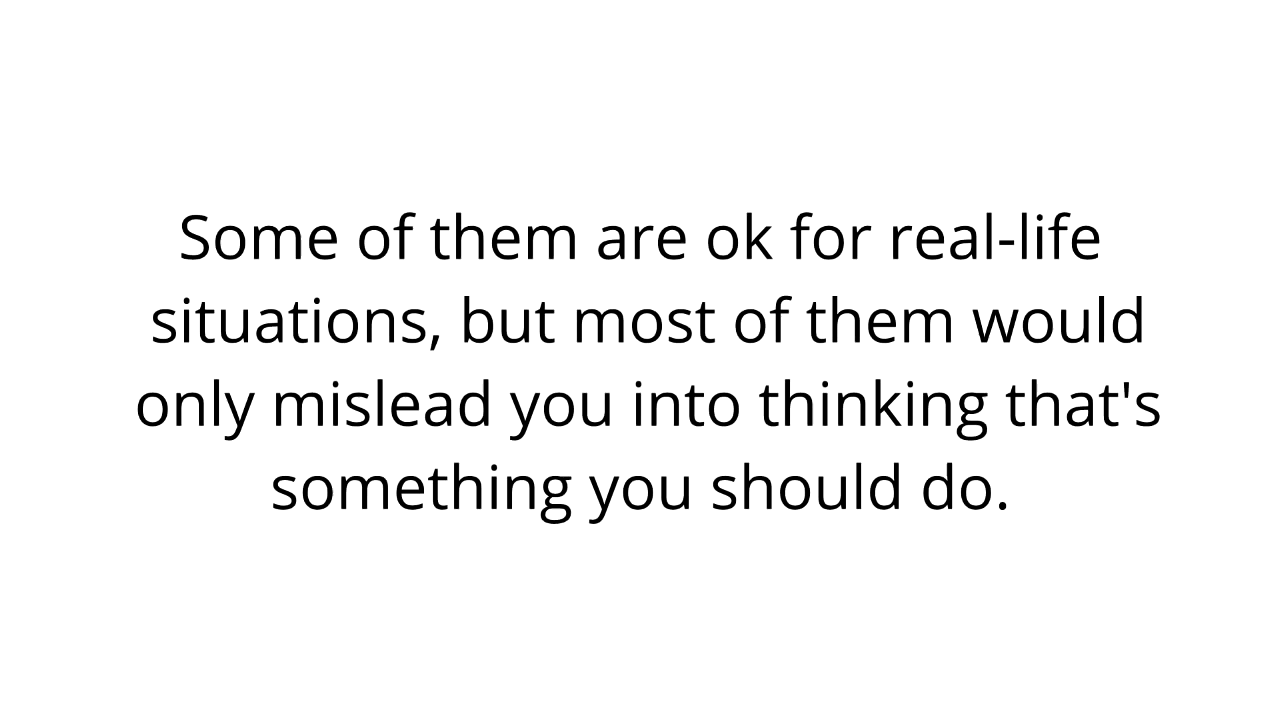 Some of them are ok for real-life
situations, but most of them would
only mislead you into thinking that's
something you should do.